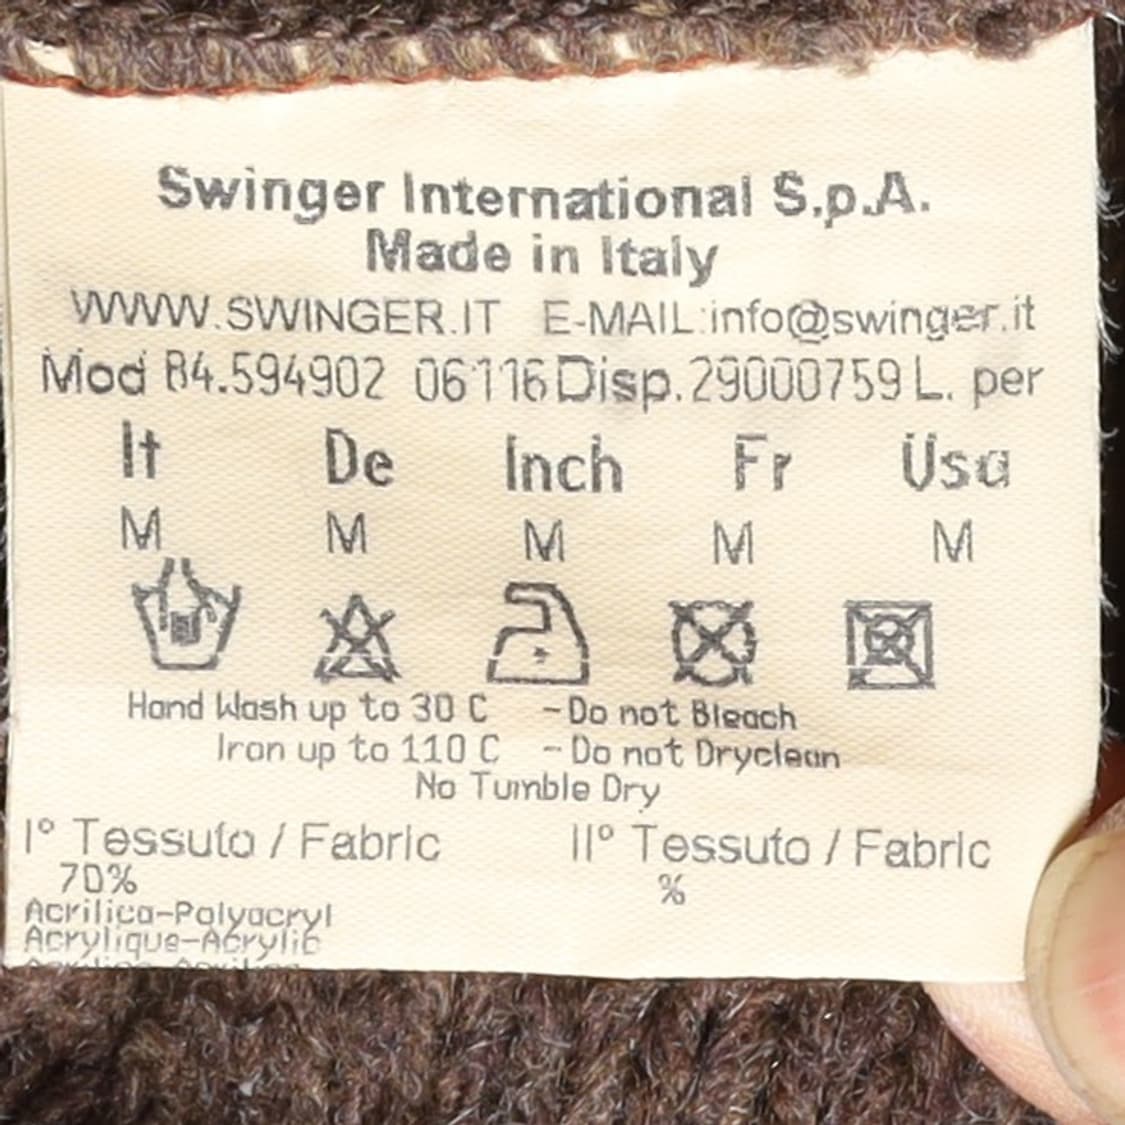 Swinger International S.p.A.
Made in Italy
WWW.SWINGER.IT E-MAIL:info@swinger.it
Mod B4.594902 06116 Disp.29000759 L. per
It De Inch Fr Usa
M M M M M
Hand Wash up to 30 C -Do not Bleach
Iron up to 110 C -Do not Dryclean
No Tumble Dry
I° Tessuto / Fabric II° Tessuto / Fabric
70% %
Acrilica-Polyacryl
Acrylique-Acrylic